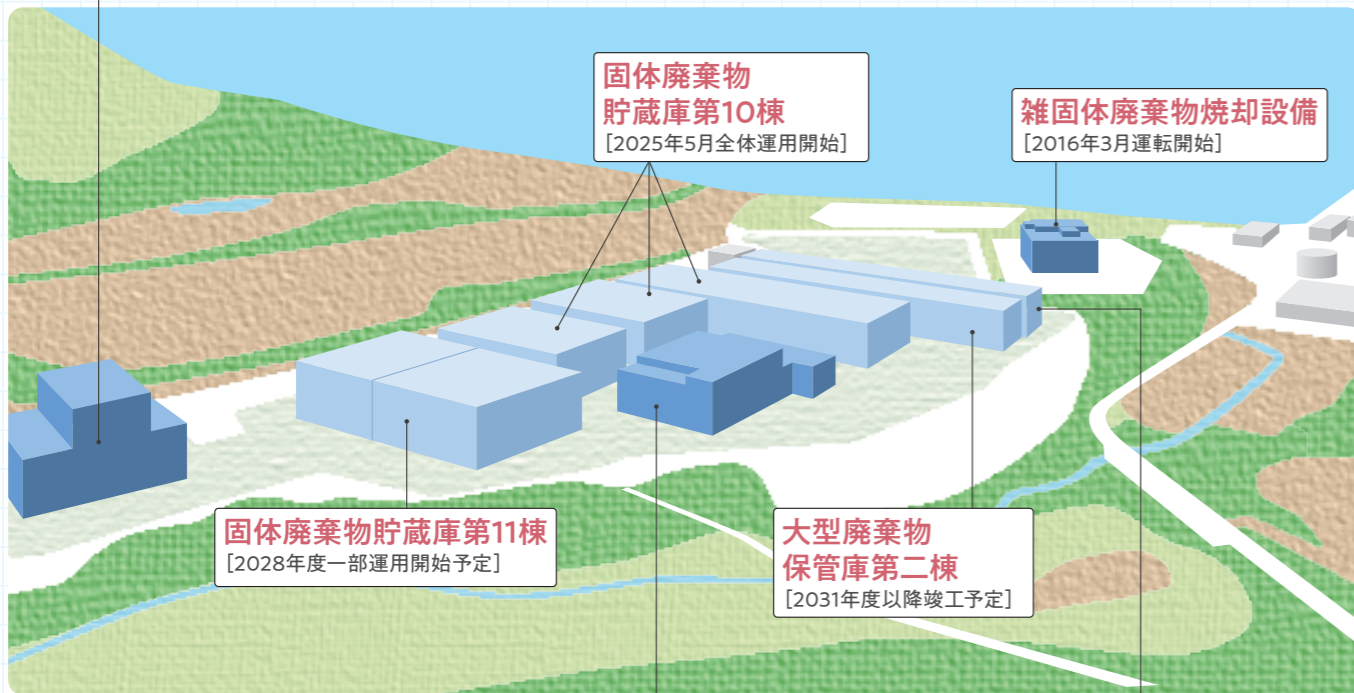 固体廃棄物
貯蔵庫第10棟
[2025年5月全体運用開始]
雑固体廃棄物焼却設備
[2016年3月運転開始]
固体廃棄物貯蔵庫第11棟
[2028年度一部運用開始予定]
大型廃棄物
保管庫第二棟
[2031年度以降竣工予定]